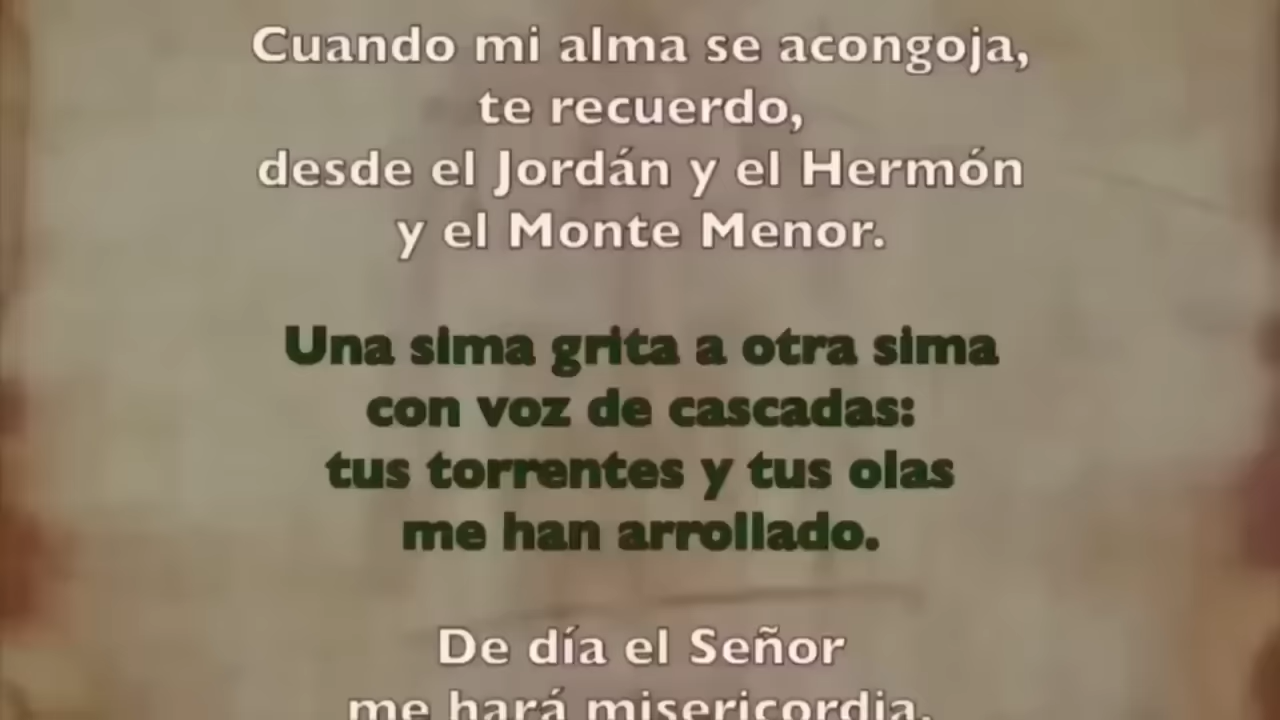 Cuando mi alma se acongoja,
te recuerdo,
desde el Jordán y el Hermón
y el Monte Menor.
Una sima grita a otra sima
con voz de cascadas:
tus torrentes y tus olas
me han arrollado.
De día el Señor
me hará misericordia,